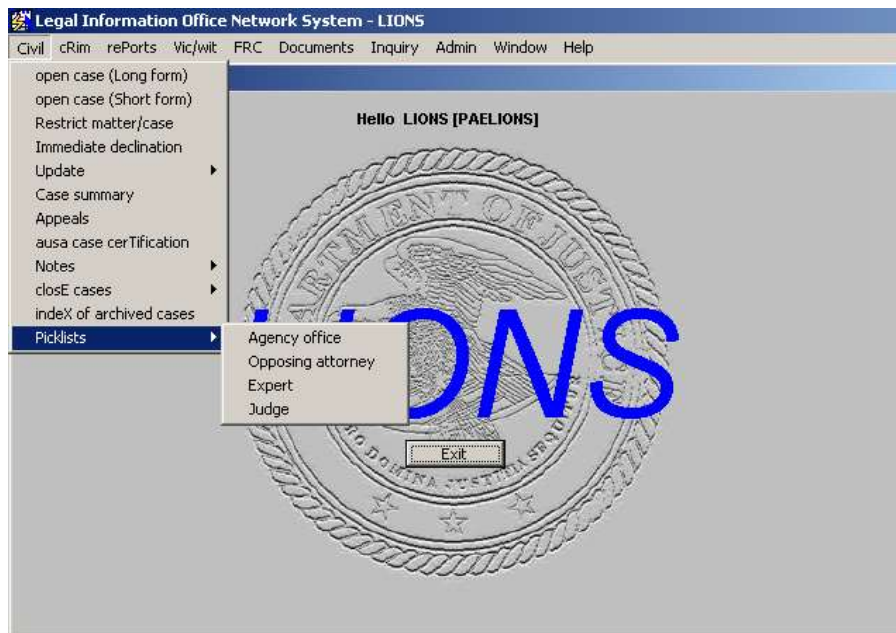 Legal Information Office Network System - LIONS
Civil cRim rePorts Vic/wit FRC Documents Inquiry Admin Window Help
open case (Long form)
open case (Short form)
Restrict matter/case
Immediate declination
Update
Case summary
Appeals
ausa case cerTification
Notes
closE cases
indeX of archived cases
Picklists
Agency office
Opposing attorney
Expert
Judge
Hello LIONS [PAELIONS]
LIONS
Exit